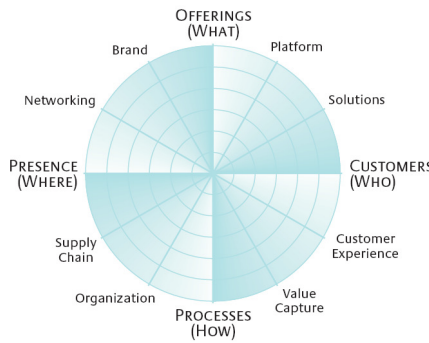 OFFERINGS
(WHAT)
Brand
Platform
Networking
Solutions
PRESENCE
(WHERE)
CUSTOMERS
(WHO)
Supply
Chain
Customer
Experience
Organization
Value
Capture
PROCESSES
(HOW)